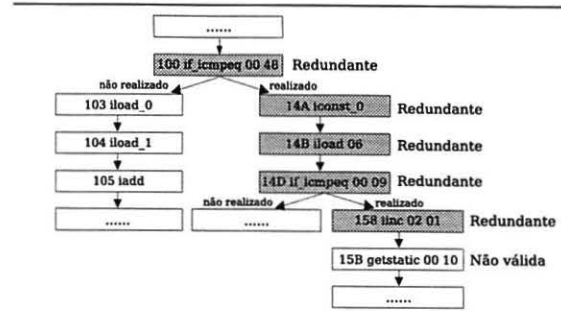 ......
100 if_icmpeq 00 48 Redundante
não realizado realizado
103 iload_0 14A iconst_0 Redundante
104 iload_1 14B iload 06 Redundante
105 iadd 14D if_icmpeq 00 09 Redundante
não realizado realizado
...... ...... 158 iinc 02 01 Redundante
15B getstatic 00 10 Não válida
......